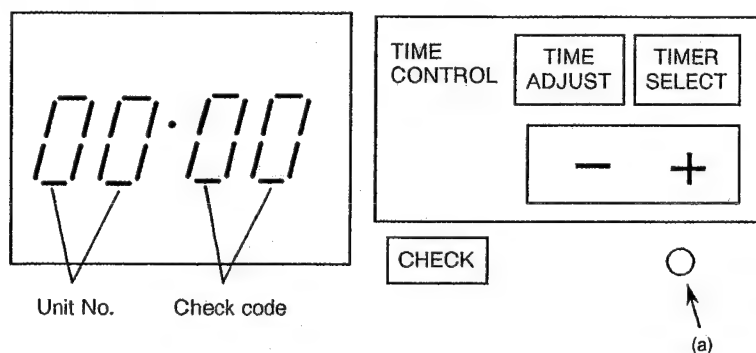 00·00
Unit No.
Check code
TIME
CONTROL
TIME
ADJUST
TIMER
SELECT
− +
CHECK
(a)